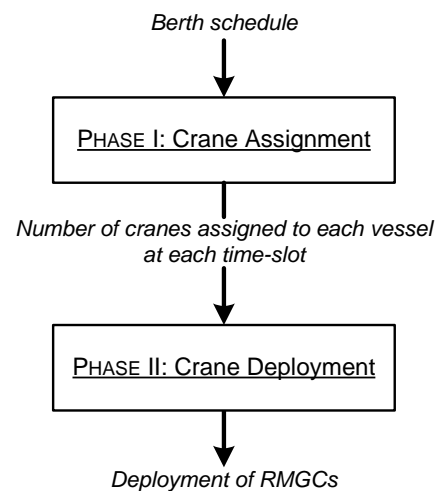 Berth schedule
PHASE I: Crane Assignment
Number of cranes assigned to each vessel
at each time-slot
PHASE II: Crane Deployment
Deployment of RMGCs